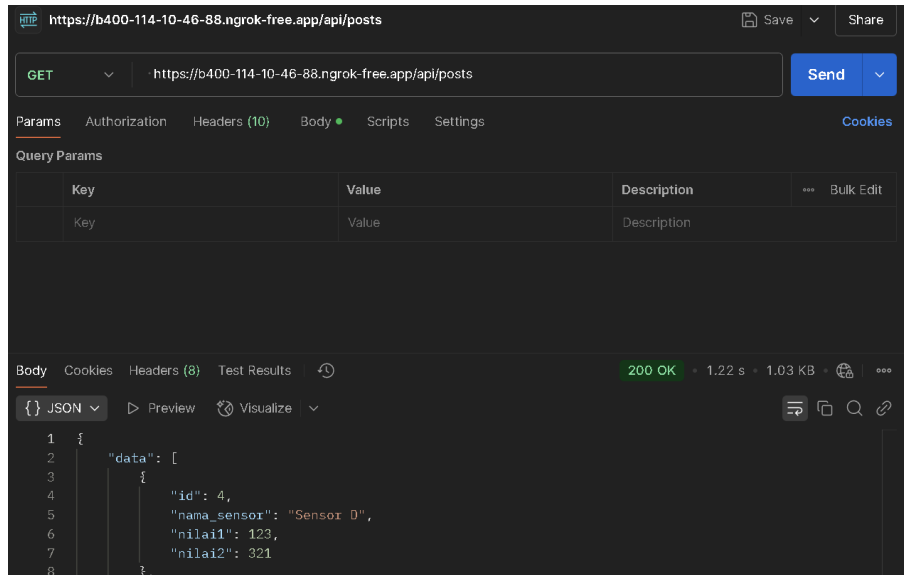 HTTP https://b400-114-10-46-88.ngrok-free.app/api/posts Save Share
GET https://b400-114-10-46-88.ngrok-free.app/api/posts Send
Params Authorization Headers (10) Body Scripts Settings Cookies
Query Params
Key Value Description Bulk Edit
Key Value Description
Body Cookies Headers (8) Test Results 200 OK 1.22 s 1.03 KB
{} JSON Preview Visualize
1 {
2 "data": [
3 {
4 "id": 4,
5 "nama_sensor": "Sensor D",
6 "nilai1": 123,
7 "nilai2": 321
8 },